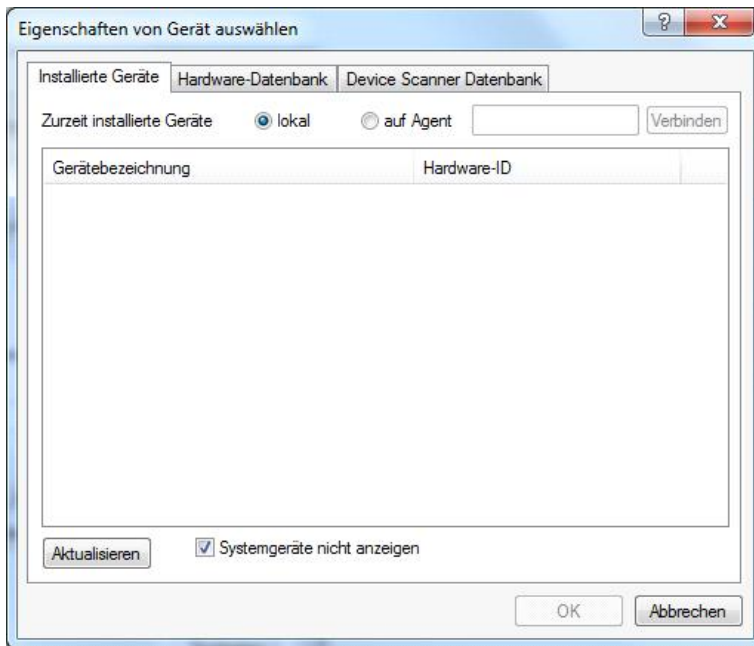 Eigenschaften von Gerät auswählen
Installierte Geräte Hardware-Datenbank Device Scanner Datenbank
Zurzeit installierte Geräte lokal auf Agent Verbinden
Gerätebezeichnung Hardware-ID
Aktualisieren Systemgeräte nicht anzeigen
OK Abbrechen